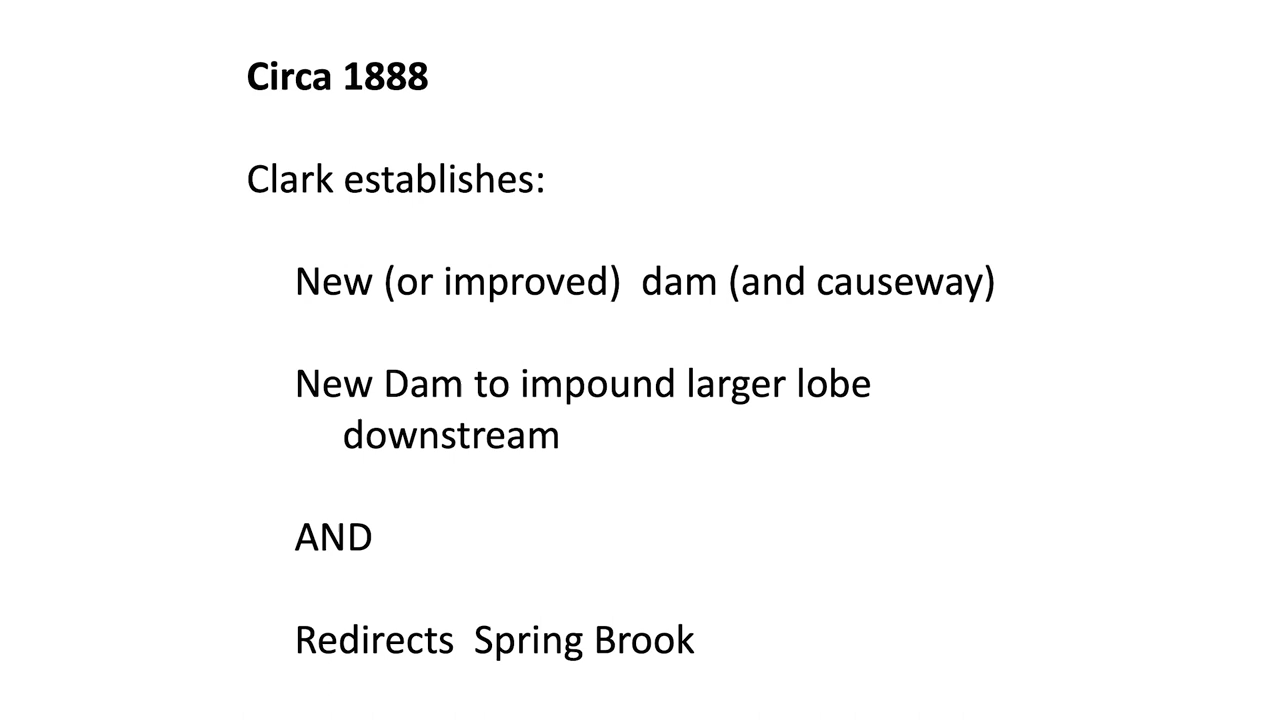 Circa 1888
Clark establishes:
New (or improved)  dam (and causeway)
New Dam to impound larger lobe
downstream
AND
Redirects  Spring Brook